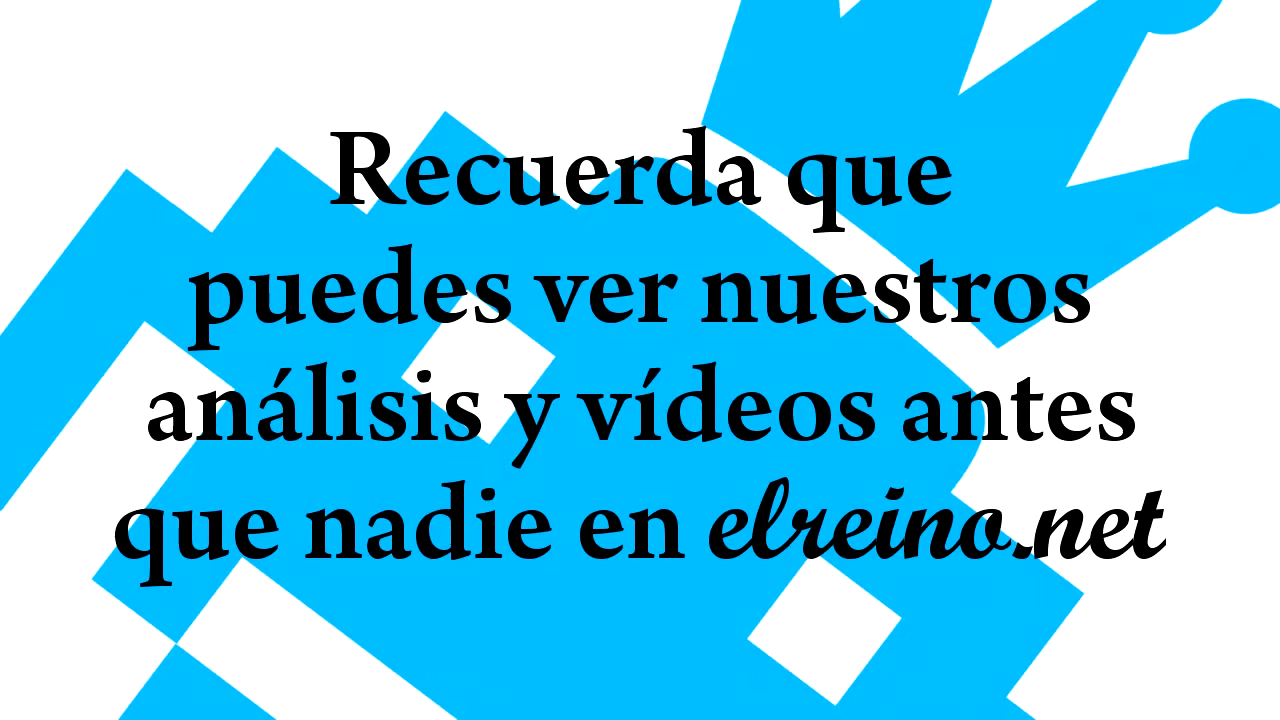 Recuerda que
puedes ver nuestros
análisis y vídeos antes
que nadie en elreino.net